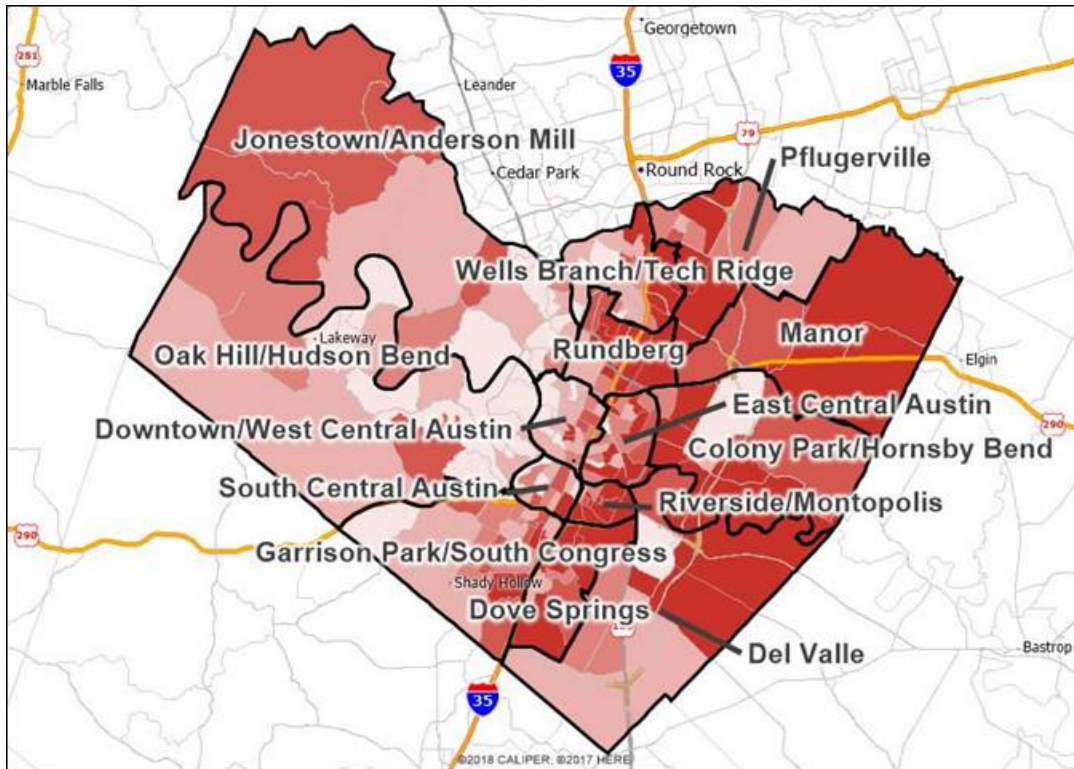 Georgetown
281
35
Marble Falls
Leander
79
Jonestown/Anderson Mill
Pflugerville
Cedar Park
Round Rock
Wells Branch/Tech Ridge
Manor
Lakeway
Oak Hill/Hudson Bend
Rundberg
Elgin
East Central Austin
290
Downtown/West Central Austin
Colony Park/Hornsby Bend
South Central Austin
Riverside/Montopolis
290
Garrison Park/South Congress
Shady Hollow
Dove Springs
Bastrop
Del Valle
35
©2018 CALIPER; ©2017 HERE